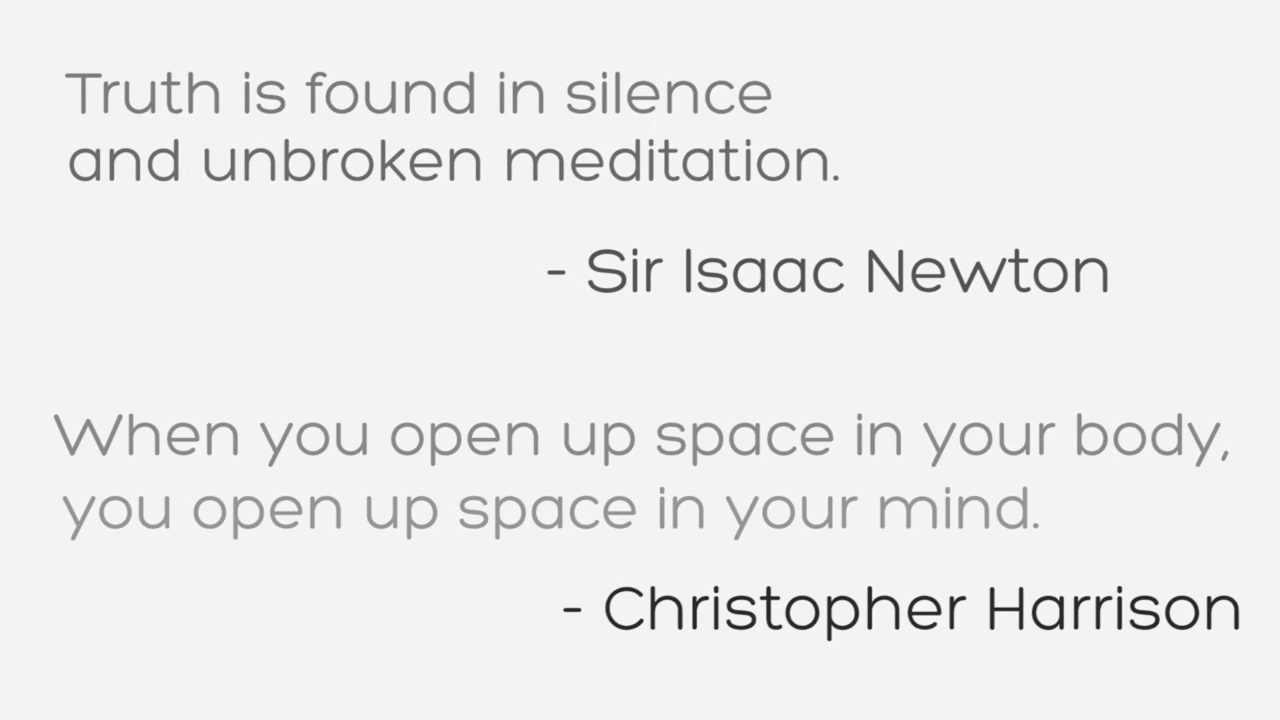 Truth is found in silence
and unbroken meditation.
- Sir Isaac Newton
When you open up space in your body,
you open up space in your mind.
- Christopher Harrison